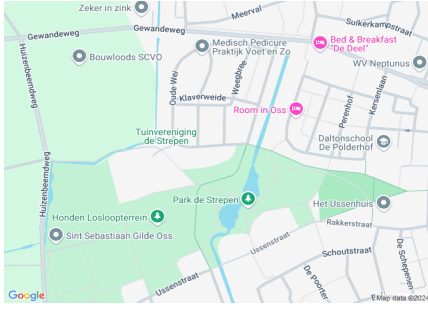 Zeker in zink
Meerval
Suikerkampstraat
Gewandeweg
Gewandeweg
Bed & Breakfast
"De Deel"
Medisch Pedicure
Praktijk Voet en Zo
Bouwloods SCVO
WV Neptunus
Huizenbeemdweg
Oude Wei
Weegbree
Klaverweide
Kersenlaan
Perenhof
Room in Oss
Tuinvereniging
de Strepen
Daltonschool
De Polderhof
Huizenbeemdweg
Park de Strepen
Het Ussenhuis
Honden Losloopterrein
Rakkerstraat
Sint Sebastiaan Gilde Oss
Ussenstraat
Schoutstraat
De Schepenen
De Poorter
Ussenstraat
Google
Map data ©2024